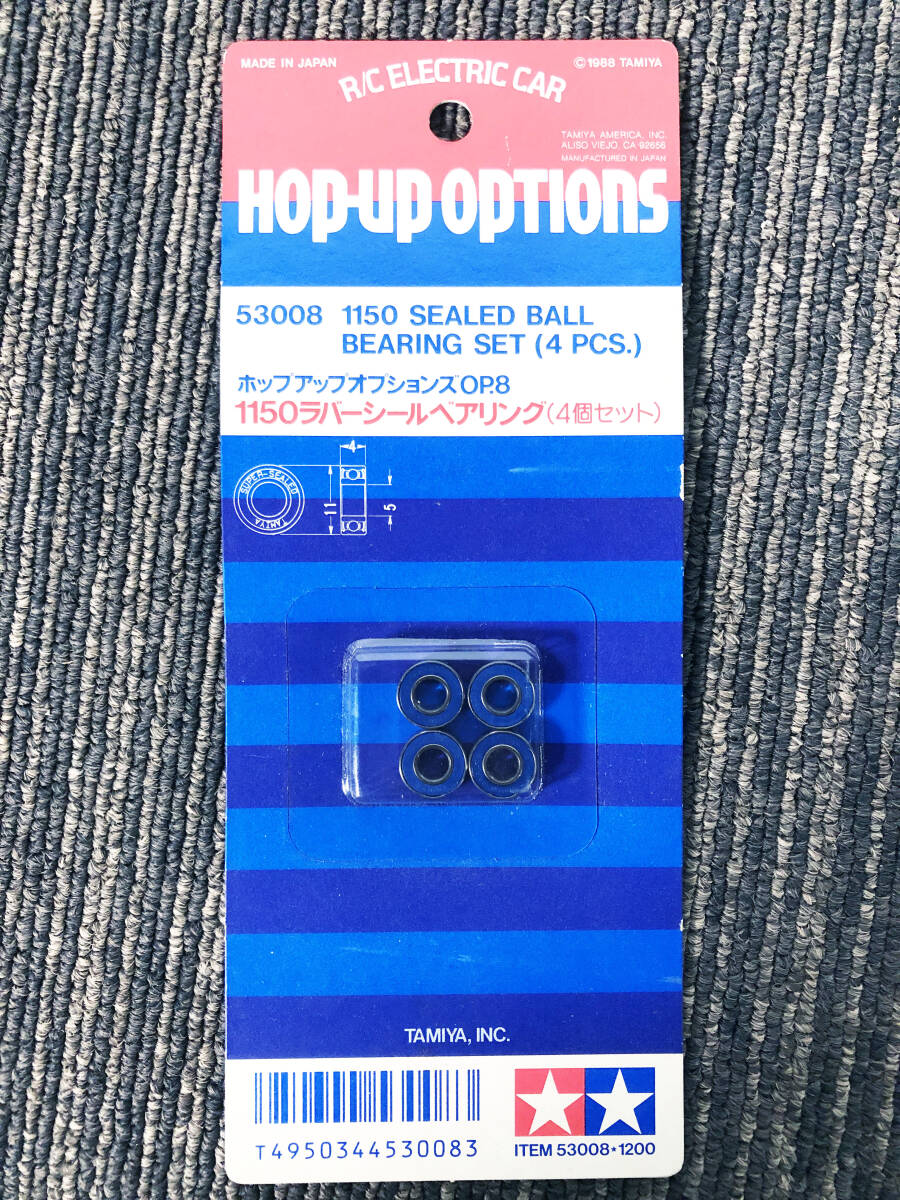 MADE IN JAPAN
©1988 TAMIYA
R/C ELECTRIC CAR
TAMIYA AMERICA, INC.
ALISO VIEJO, CA 92656
MANUFACTURED IN JAPAN
HOP-UP OPTIONS
53008 1150 SEALED BALL
BEARING SET (4 PCS.)
ホップアップオプションズOP.8
1150ラバーシールベアリング(4個セット)
SUPER-SEALED
TAMIYA
4
11
5
TAMIYA, INC.
T4950344530083
ITEM 53008★1200